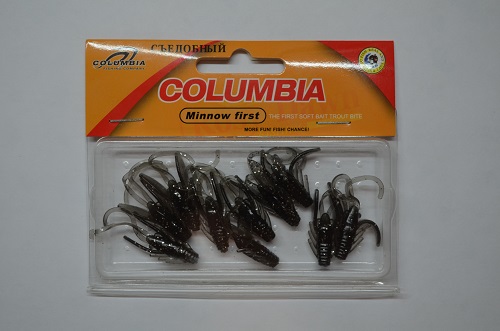 СЪЕДОБНЫЙ
COLUMBIA
COLUMBIA
Minnow first
THE FIRST SOFT BAIT TROUT BITE
MORE FUN! FISH! CHANCE!